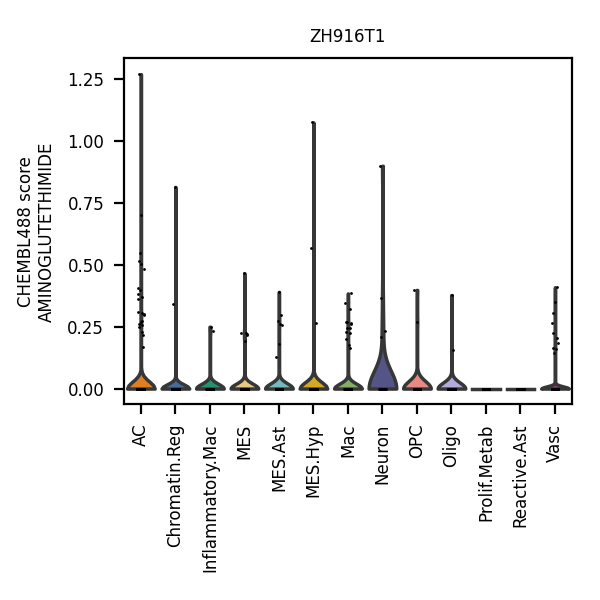 ZH916T1
CHEMBL488 score
AMINOGLUTETHIMIDE
1.25
1.00
0.75
0.50
0.25
0.00
AC
Chromatin.Reg
Inflammatory.Mac
MES
MES.Ast
MES.Hyp
Mac
Neuron
OPC
Oligo
Prolif.Metab
Reactive.Ast
Vasc